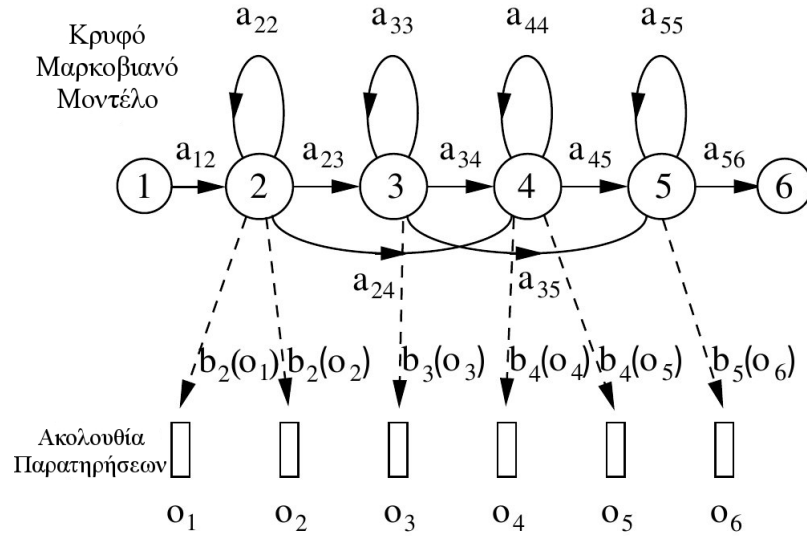 Κρυφό
Μαρκοβιανό
Μοντέλο
a₂₂ a₃₃ a₄₄ a₅₅
a₁₂ a₂₃ a₃₄ a₄₅ a₅₆
1 2 3 4 5 6
a₂₄ a₃₅
b₂(o₁) b₂(o₂) b₃(o₃) b₄(o₄) b₄(o₅) b₅(o₆)
Ακολουθία
Παρατηρήσεων
o₁ o₂ o₃ o₄ o₅ o₆